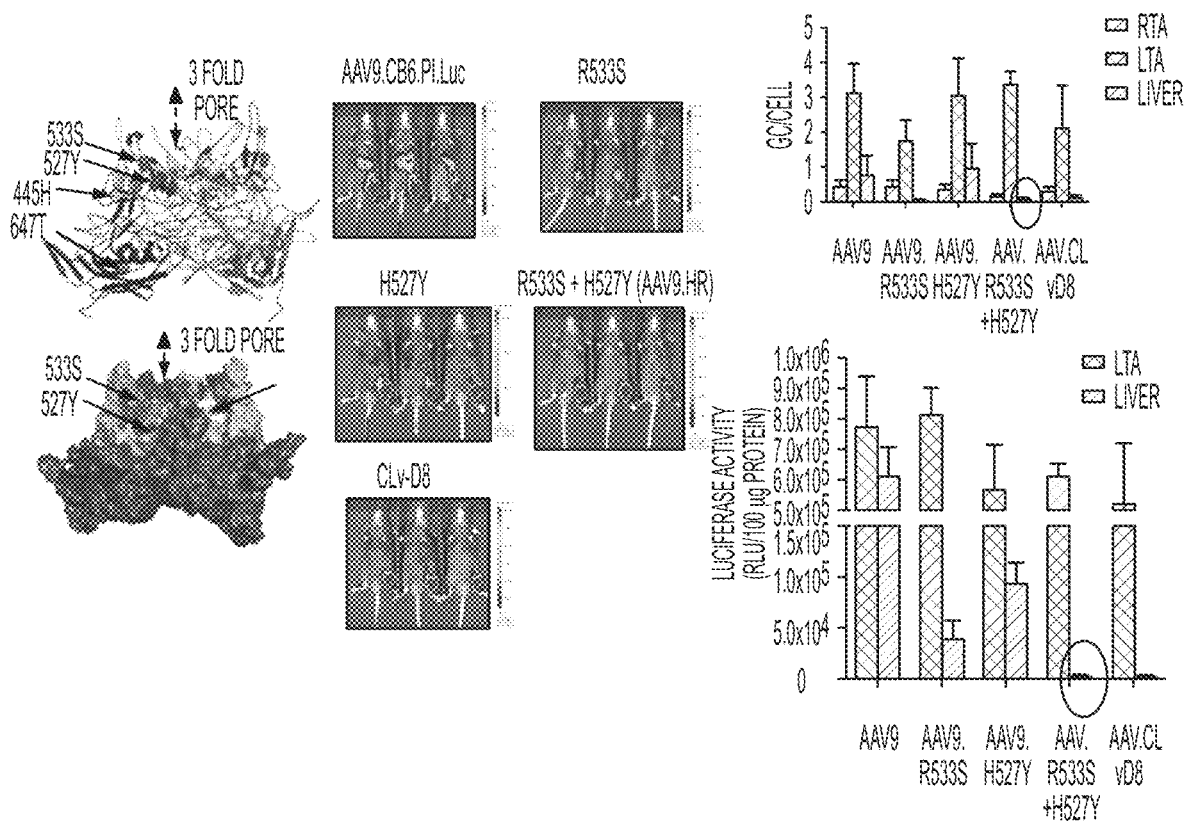 3 FOLD
PORE
533S
527Y
445H
647T
3 FOLD PORE
533S
527Y
AAV9.CB6.PI.Luc
R533S
H527Y
R533S + H527Y (AAV9.HR)
CLv-D8
RTA
LTA
LIVER
GC/CELL
5
4
3
2
1
0
AAV9
AAV9.
R533S
AAV9.
H527Y
AAV.
R533S
+H527Y
AAV.CL
vD8
LTA
LIVER
LUCIFERASE ACTIVITY
(RLU/100 µg PROTEIN)
1.0x10⁶
9.0x10⁵
8.0x10⁵
7.0x10⁵
6.0x10⁵
5.0x10⁵
1.5x10⁵
1.0x10⁵
5.0x10⁴
0
AAV9
AAV9.
R533S
AAV9.
H527Y
AAV.
R533S
+H527Y
AAV.CL
vD8